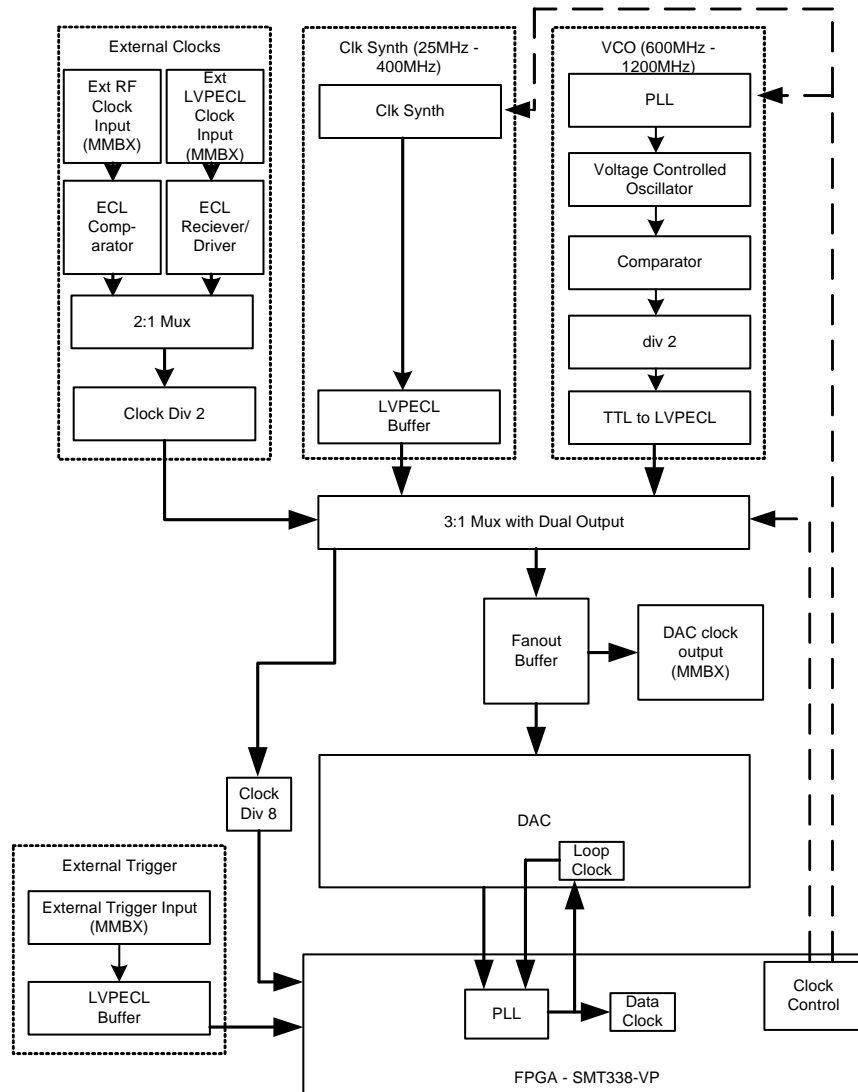 External Clocks
Ext RF
Clock
Input
(MMBX)
Ext
LVPECL
Clock
Input
(MMBX)
ECL
Comp-
arator
ECL
Reciever/
Driver
2:1 Mux
Clock Div 2
Clk Synth (25MHz -
400MHz)
Clk Synth
LVPECL
Buffer
VCO (600MHz -
1200MHz)
PLL
Voltage Controlled
Oscillator
Comparator
div 2
TTL to LVPECL
3:1 Mux with Dual Output
Fanout
Buffer
DAC clock
output
(MMBX)
Clock
Div 8
DAC
Loop
Clock
External Trigger
External Trigger Input
(MMBX)
LVPECL
Buffer
PLL
Data
Clock
Clock
Control
FPGA - SMT338-VP